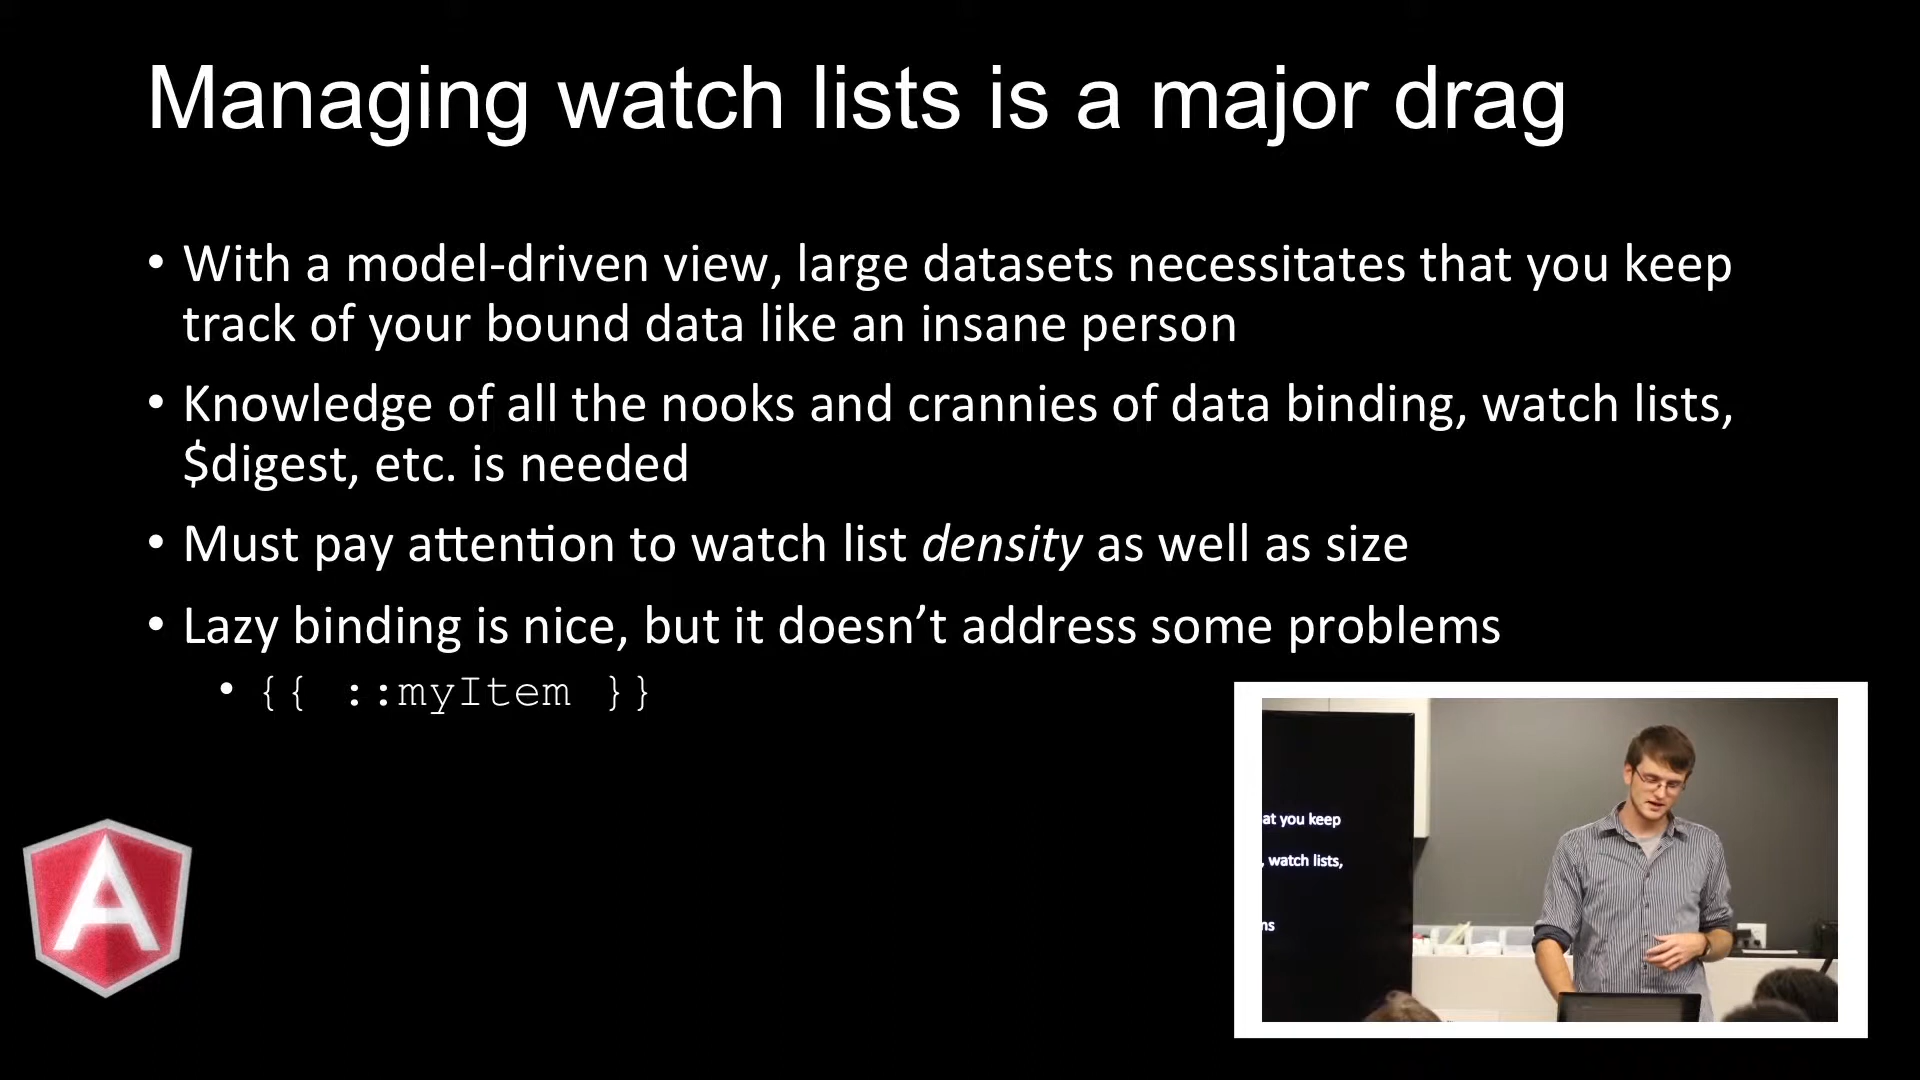 Managing watch lists is a major drag
• With a model-driven view, large datasets necessitates that you keep
track of your bound data like an insane person
• Knowledge of all the nooks and crannies of data binding, watch lists,
$digest, etc. is needed
• Must pay attention to watch list density as well as size
• Lazy binding is nice, but it doesn’t address some problems
• {{ ::myItem }}
at you keep
, watch lists,
ns
A